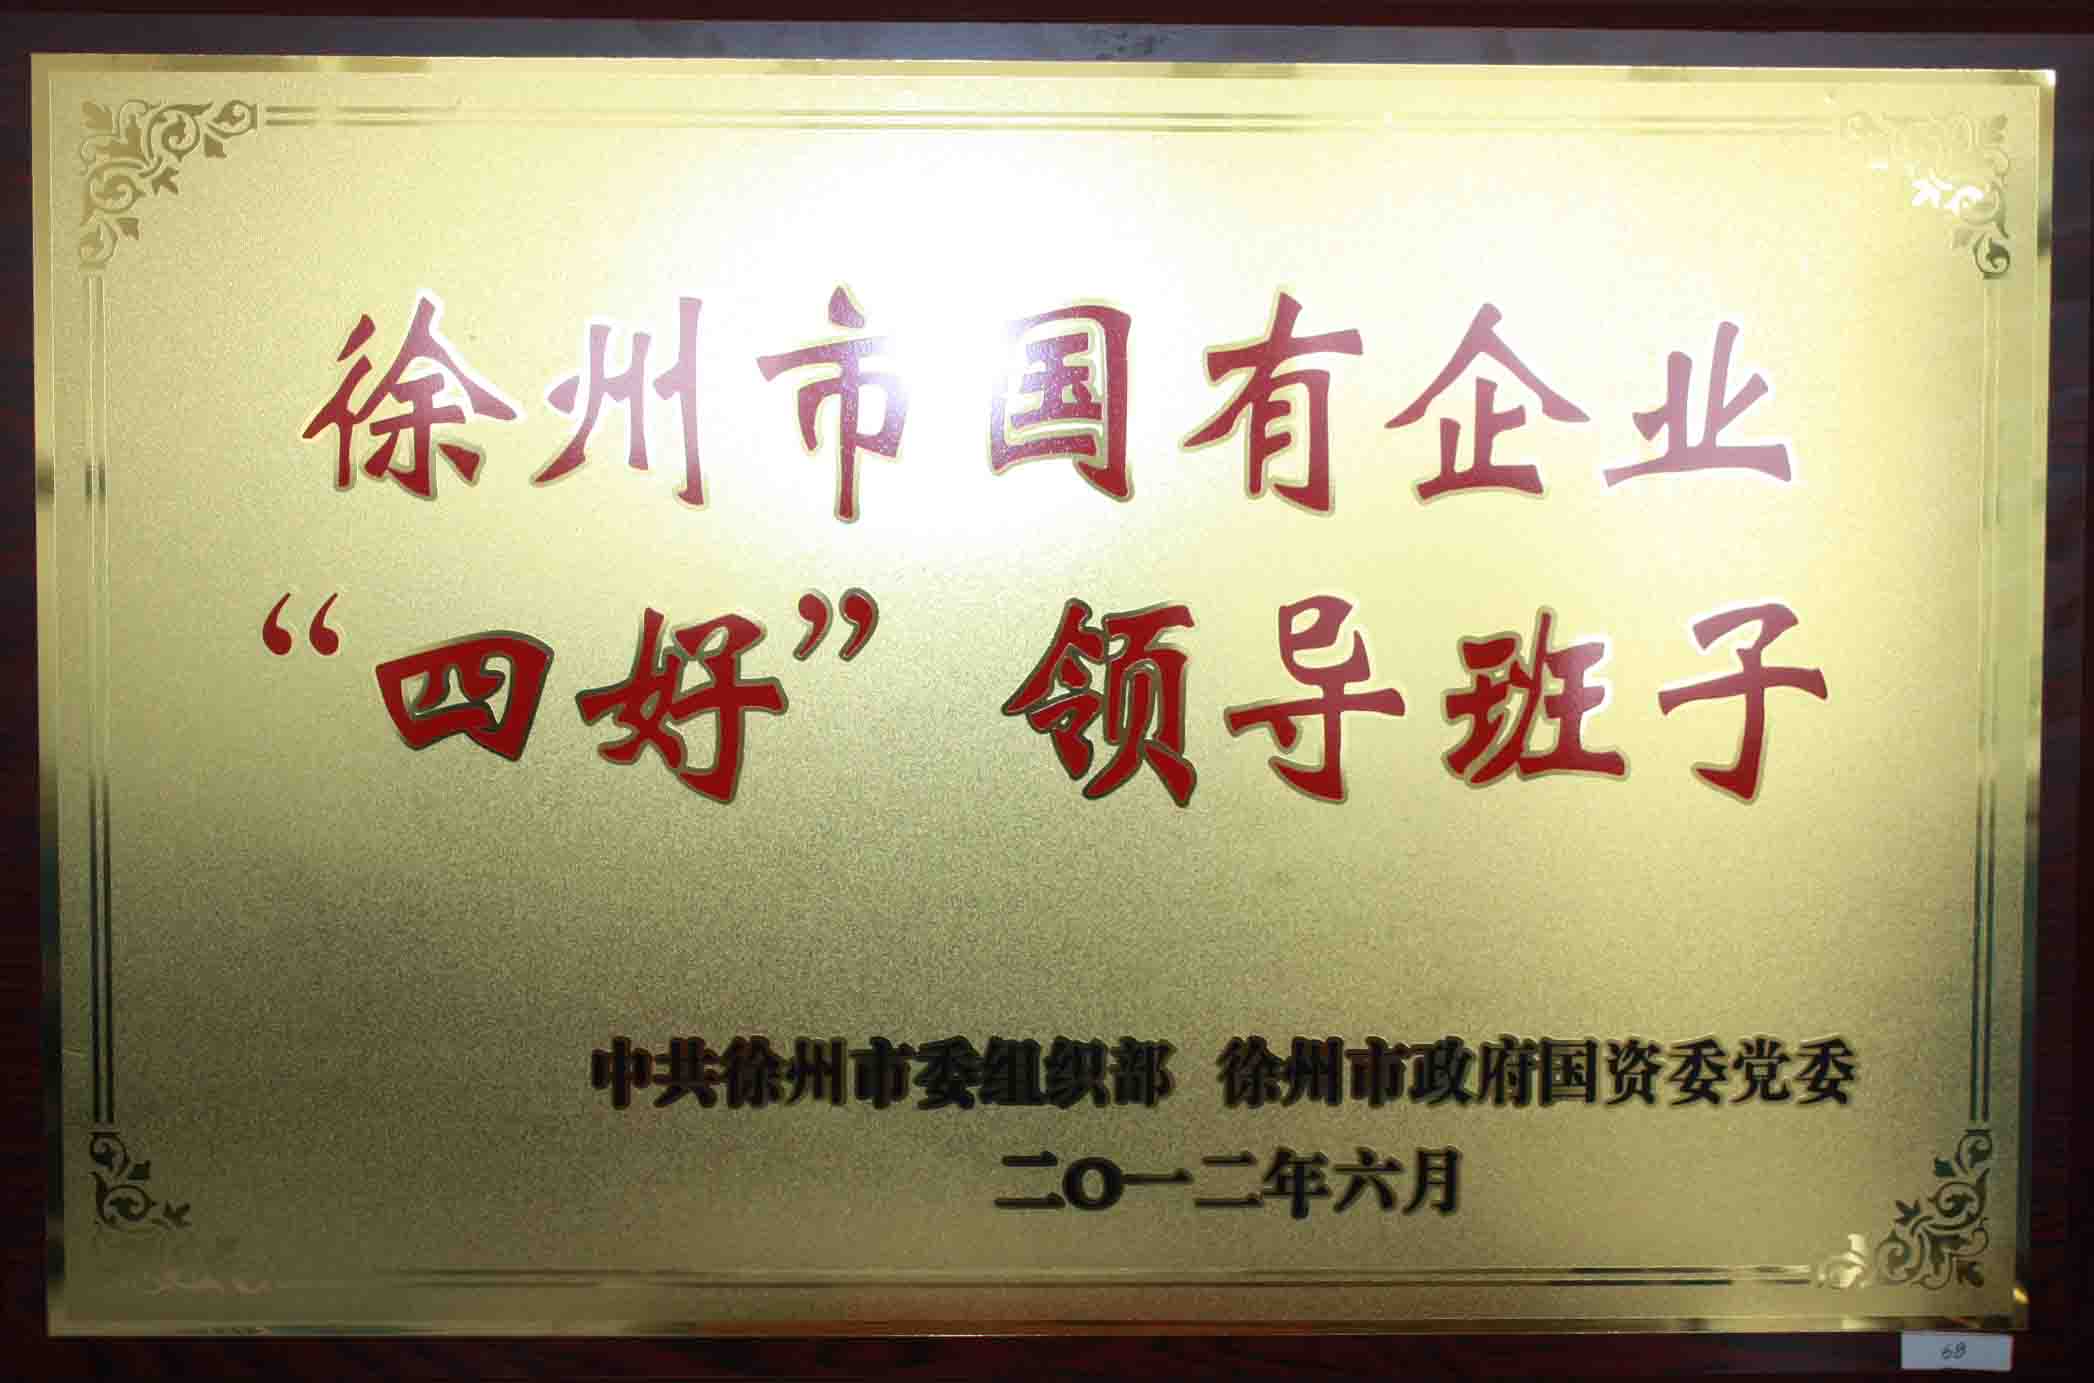 徐州市国有企业
“四好” 领导班子
中共徐州市委组织部 徐州市政府国资委党委
二〇一二年六月
68